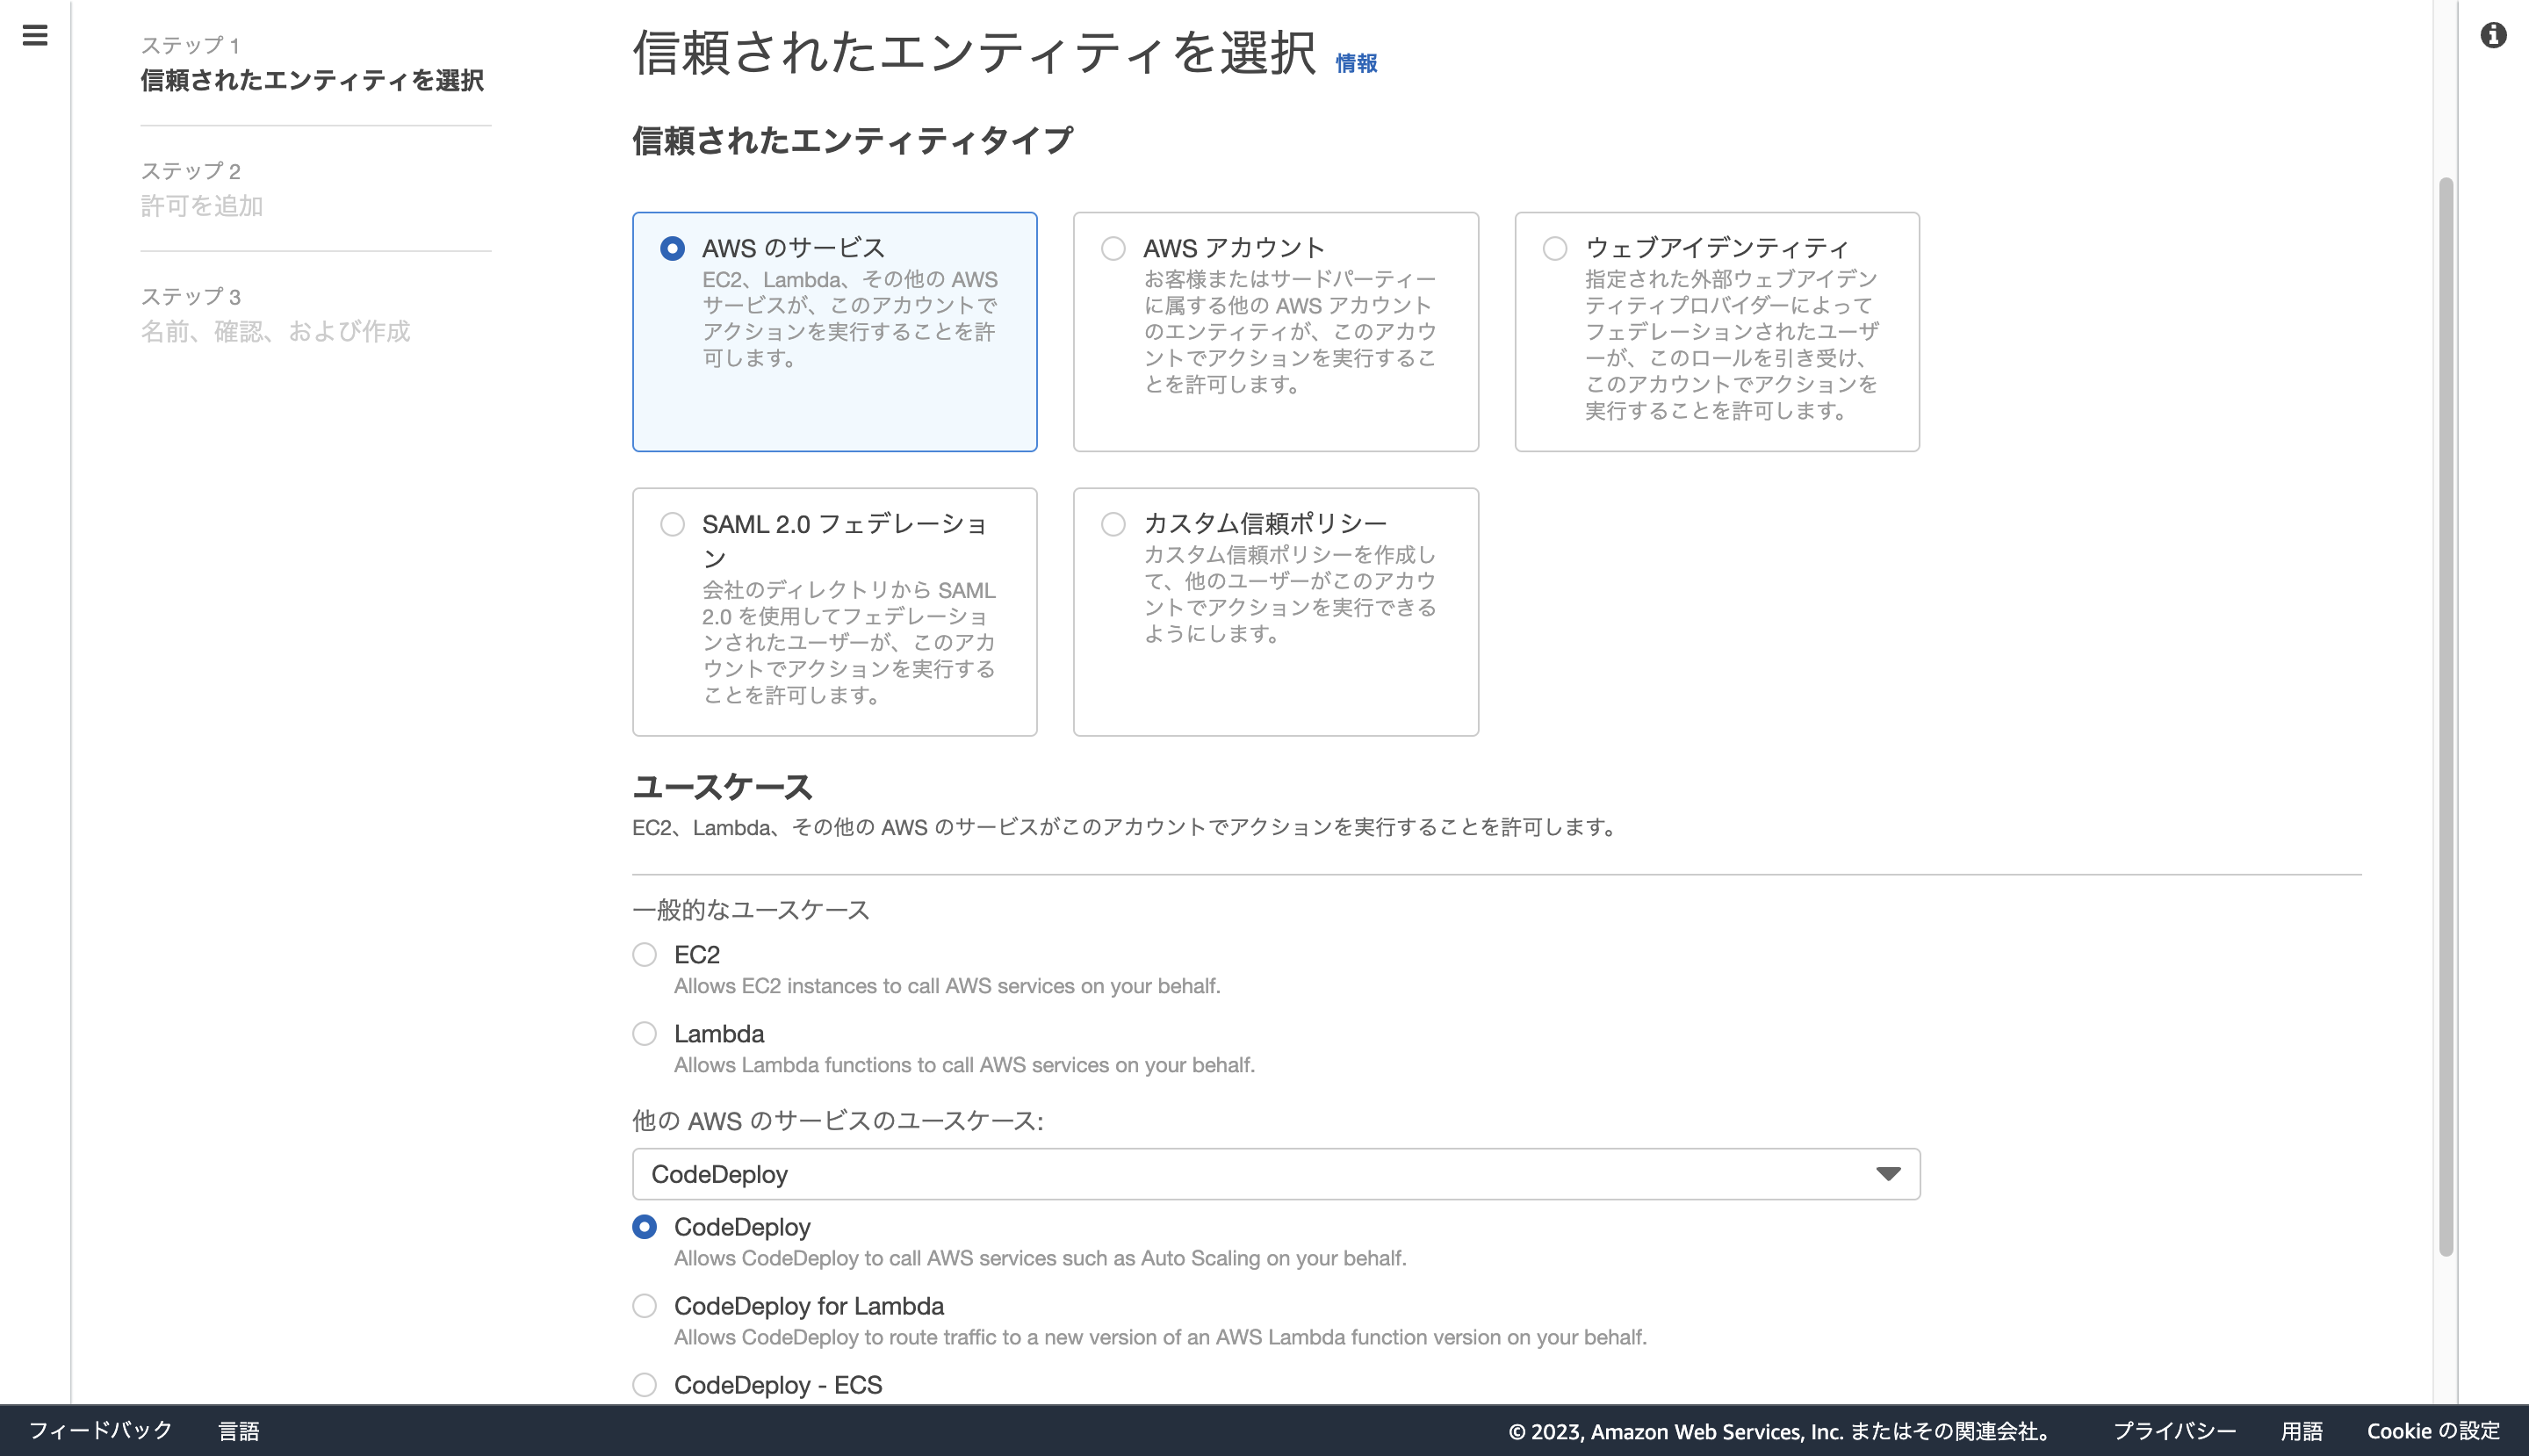 ステップ 1
信頼されたエンティティを選択
ステップ 2
許可を追加
ステップ 3
名前、確認、および作成
信頼されたエンティティを選択 情報
信頼されたエンティティタイプ
AWS のサービス
EC2、Lambda、その他の AWS
サービスが、このアカウントで
アクションを実行することを許
可します。
AWS アカウント
お客様またはサードパーティー
に属する他の AWS アカウント
のエンティティが、このアカウ
ントでアクションを実行するこ
とを許可します。
ウェブアイデンティティ
指定された外部ウェブアイデン
ティティプロバイダーによって
フェデレーションされたユーザ
ーが、このロールを引き受け、
このアカウントでアクションを
実行することを許可します。
SAML 2.0 フェデレーショ
ン
会社のディレクトリから SAML
2.0 を使用してフェデレーショ
ンされたユーザーが、このアカ
ウントでアクションを実行する
ことを許可します。
カスタム信頼ポリシー
カスタム信頼ポリシーを作成し
て、他のユーザーがこのアカウ
ントでアクションを実行できる
ようにします。
ユースケース
EC2、Lambda、その他の AWS のサービスがこのアカウントでアクションを実行することを許可します。
一般的なユースケース
EC2
Allows EC2 instances to call AWS services on your behalf.
Lambda
Allows Lambda functions to call AWS services on your behalf.
他の AWS のサービスのユースケース:
CodeDeploy
CodeDeploy
Allows CodeDeploy to call AWS services such as Auto Scaling on your behalf.
CodeDeploy for Lambda
Allows CodeDeploy to route traffic to a new version of an AWS Lambda function version on your behalf.
CodeDeploy - ECS
フィードバック 言語 © 2023, Amazon Web Services, Inc. またはその関連会社。 プライバシー 用語 Cookie の設定